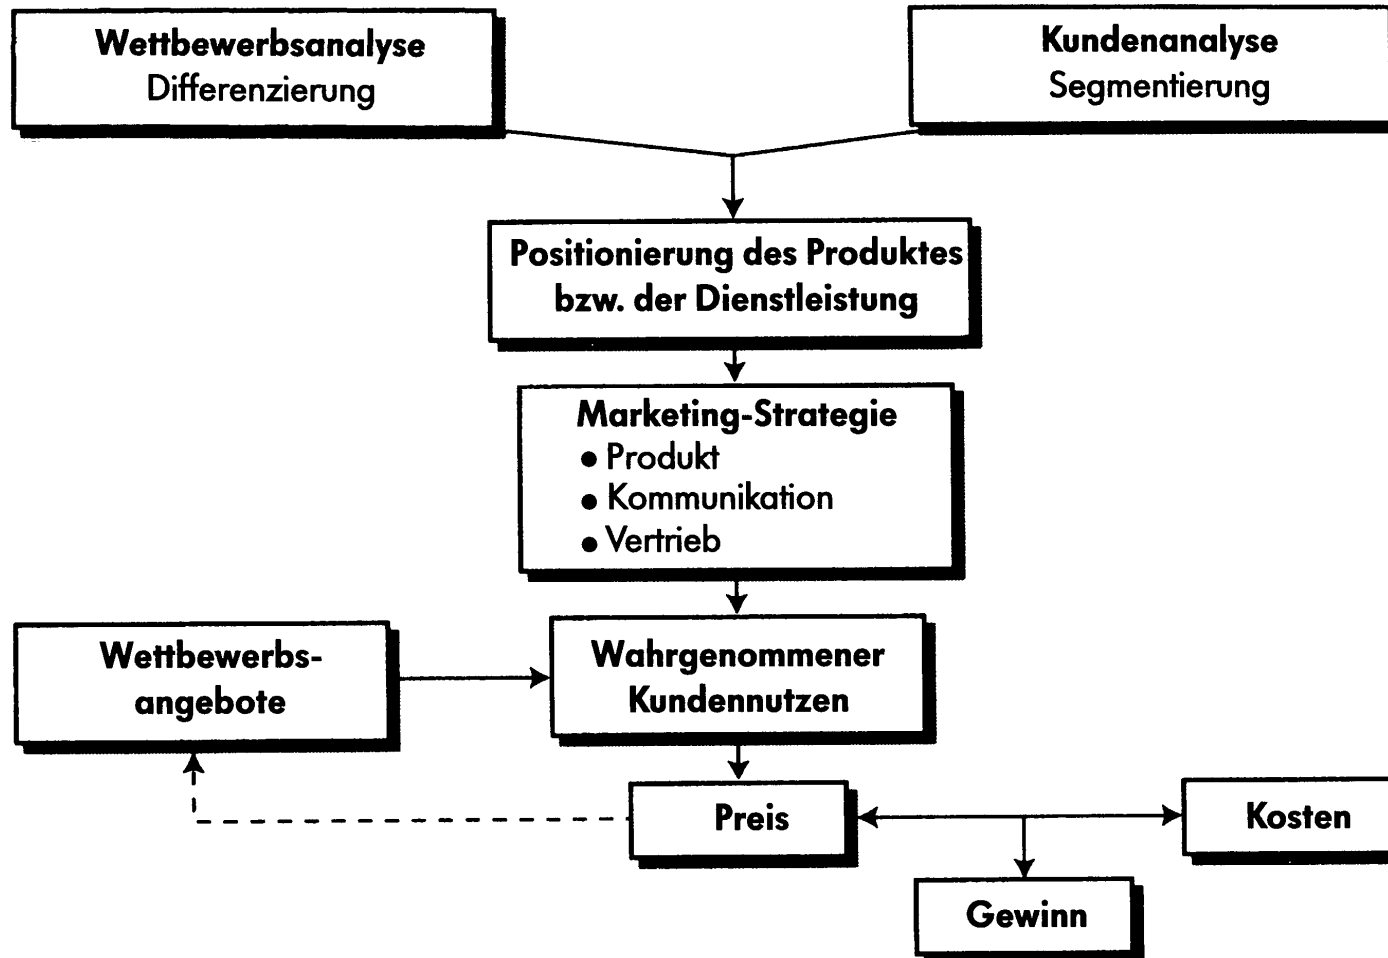 Wettbewerbsanalyse
Differenzierung
Kundenanalyse
Segmentierung
Positionierung des Produktes
bzw. der Dienstleistung
Marketing-Strategie
● Produkt
● Kommunikation
● Vertrieb
Wettbewerbs-
angebote
Wahrgenommener
Kundennutzen
Preis
Kosten
Gewinn